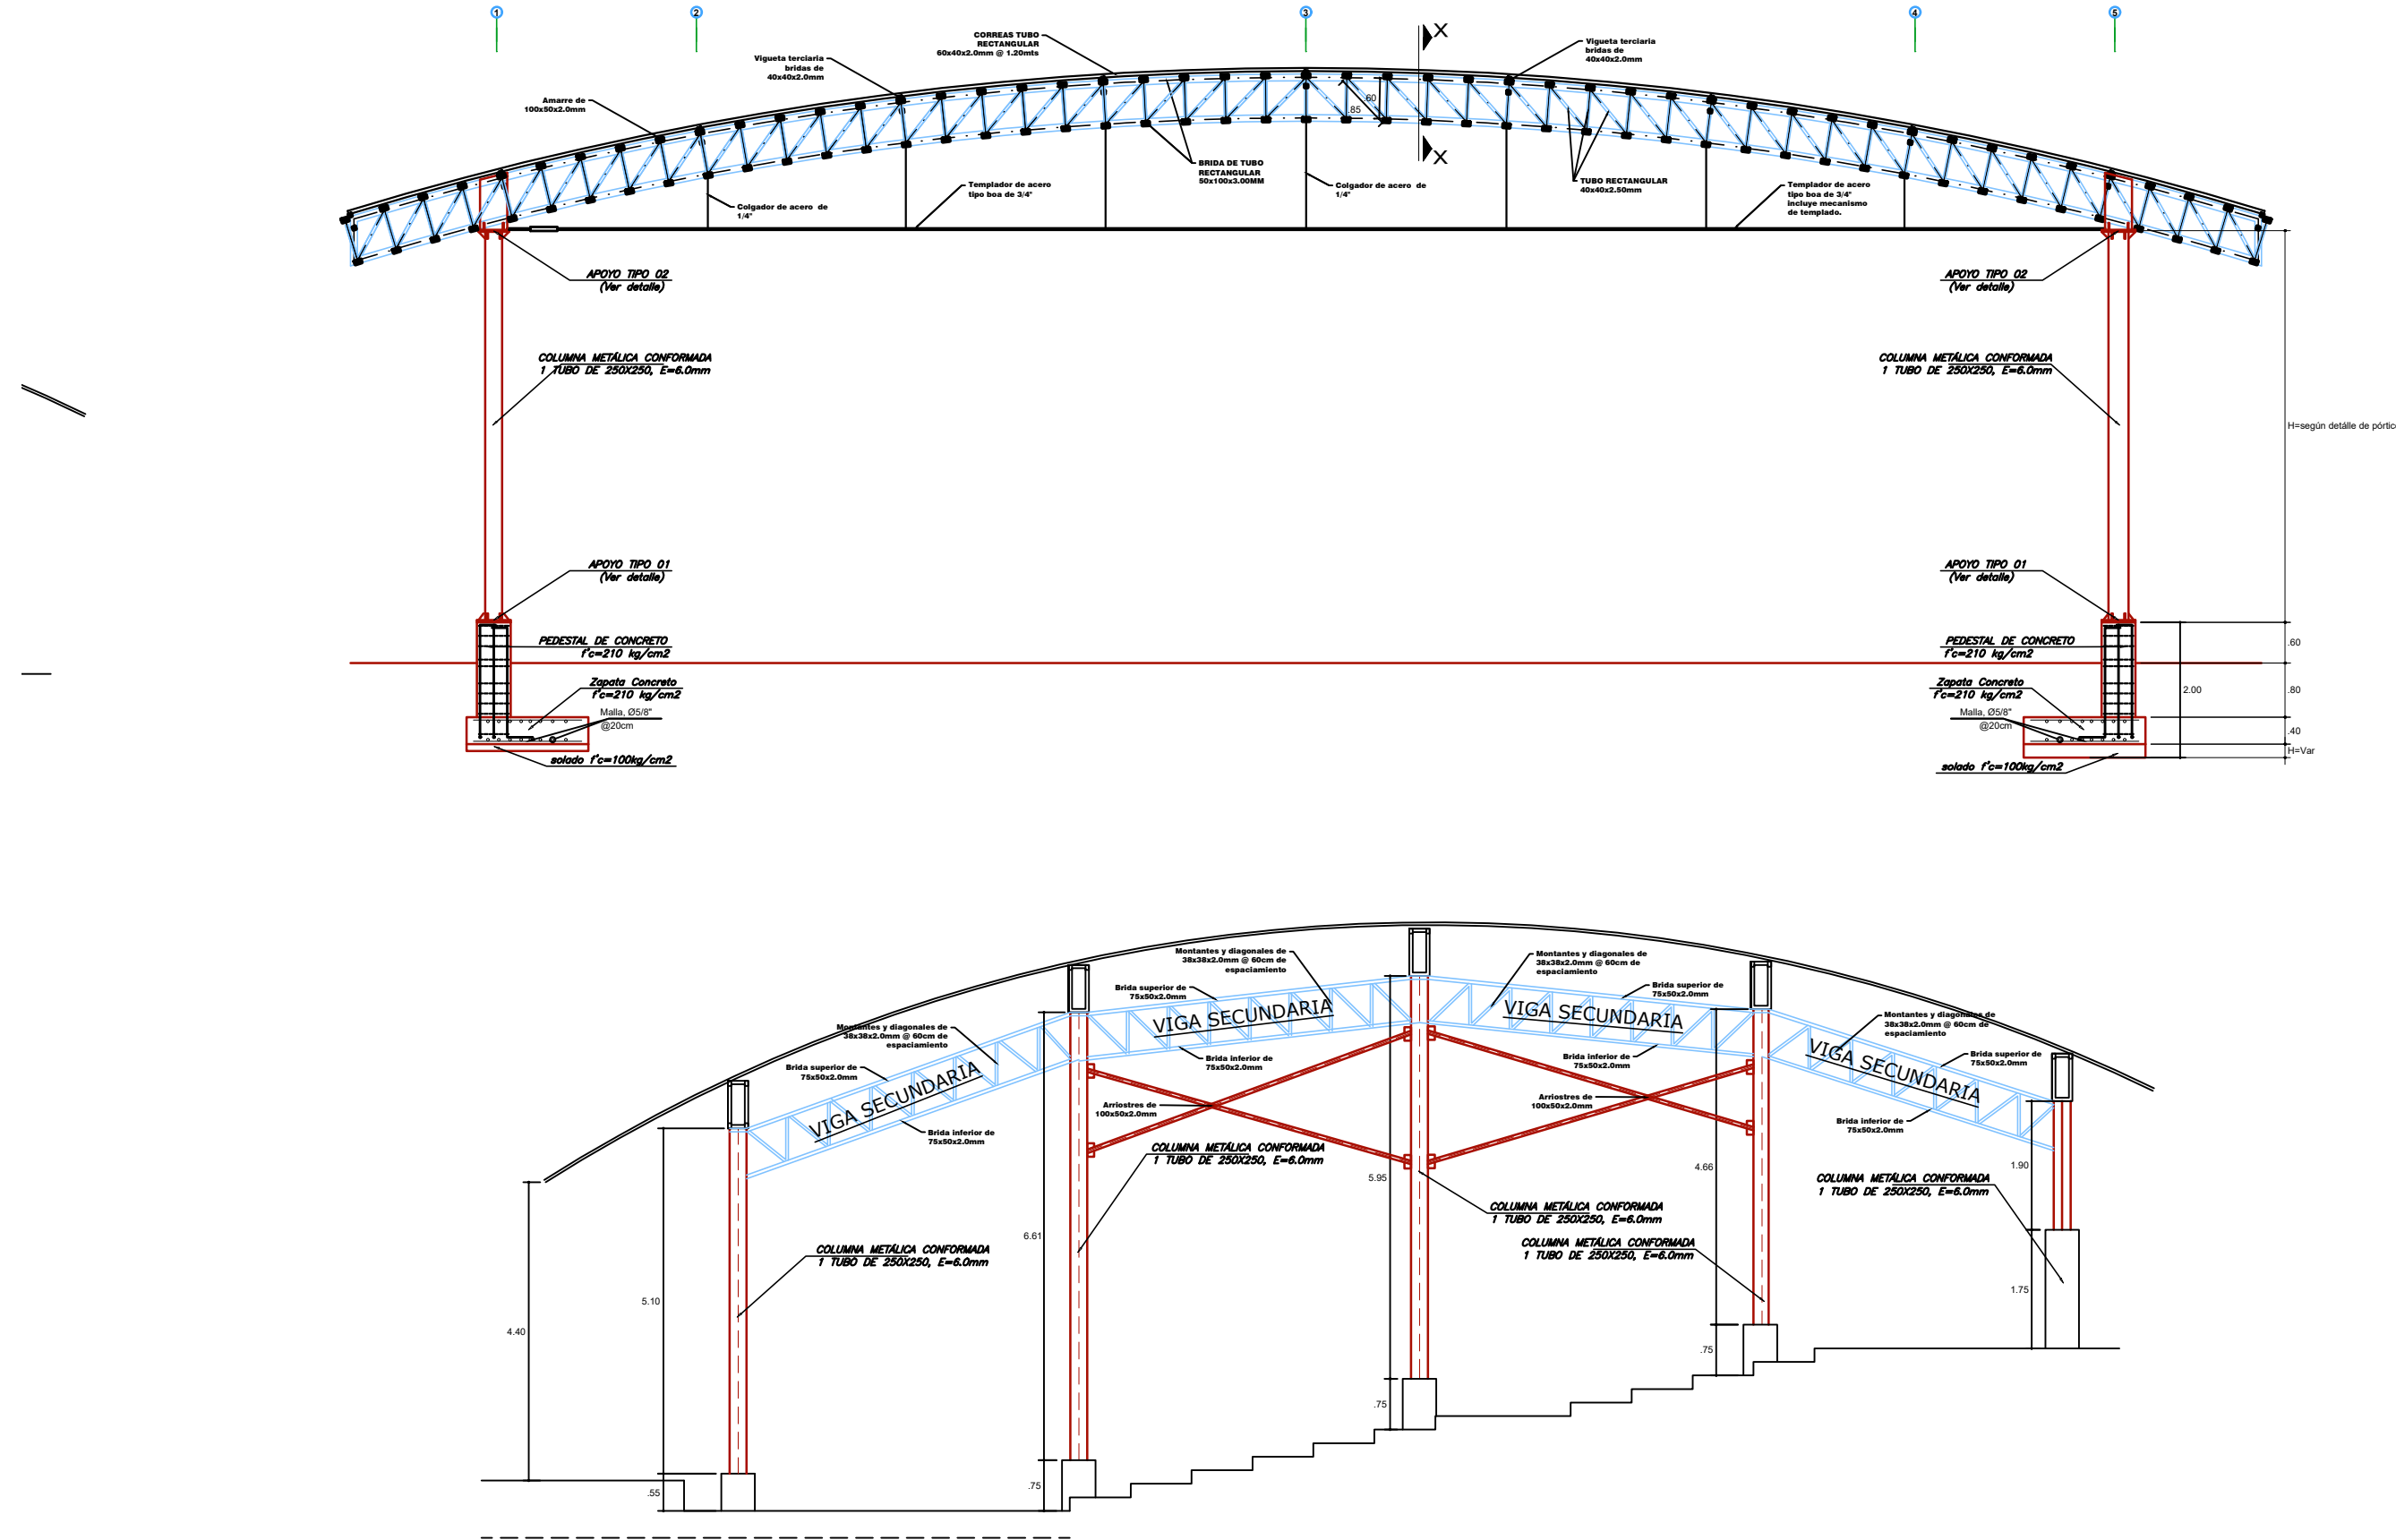 1
2
3
4
5
X
X
CORREAS TUBO
RECTANGULAR
60x40x2.0mm @ 1.20mts
Vigueta terciaria
bridas de
40x40x2.0mm
Amarre de
100x50x2.0mm
Vigueta terciaria
bridas de
40x40x2.0mm
.60
.85
BRIDA DE TUBO
RECTANGULAR
50x100x3.00MM
TUBO RECTANGULAR
40x40x2.50mm
Templador de acero
tipo boa de 3/4"
Colgador de acero de
1/4"
Colgador de acero de
1/4"
Templador de acero
tipo boa de 3/4"
incluye mecanismo
de templado.
APOYO TIPO 02
(Ver detalle)
APOYO TIPO 02
(Ver detalle)
COLUMNA METÁLICA CONFORMADA
1 TUBO DE 250X250, E=6.0mm
COLUMNA METÁLICA CONFORMADA
1 TUBO DE 250X250, E=6.0mm
H=según detálle de pórtic
APOYO TIPO 01
(Ver detalle)
APOYO TIPO 01
(Ver detalle)
PEDESTAL DE CONCRETO
f'c=210 kg/cm2
PEDESTAL DE CONCRETO
f'c=210 kg/cm2
.60
Zapata Concreto
f'c=210 kg/cm2
Zapata Concreto
f'c=210 kg/cm2
2.00
.80
Malla, Ø5/8"
@20cm
Malla, Ø5/8"
@20cm
.40
H=Var
solado f'c=100kg/cm2
solado f'c=100kg/cm2
Montantes y diagonales de
38x38x2.0mm @ 60cm de
espaciamiento
Montantes y diagonales de
38x38x2.0mm @ 60cm de
espaciamiento
Brida superior de
75x50x2.0mm
Brida superior de
75x50x2.0mm
VIGA SECUNDARIA
VIGA SECUNDARIA
Montantes y diagonales de
38x38x2.0mm @ 60cm de
espaciamiento
Montantes y diagonales de
38x38x2.0mm @ 60cm de
espaciamiento
Brida superior de
75x50x2.0mm
Brida inferior de
75x50x2.0mm
Brida inferior de
75x50x2.0mm
Brida superior de
75x50x2.0mm
VIGA SECUNDARIA
VIGA SECUNDARIA
Arriostres de
100x50x2.0mm
Arriostres de
100x50x2.0mm
Brida inferior de
75x50x2.0mm
Brida inferior de
75x50x2.0mm
COLUMNA METÁLICA CONFORMADA
1 TUBO DE 250X250, E=6.0mm
5.95
4.66
1.90
COLUMNA METÁLICA CONFORMADA
1 TUBO DE 250X250, E=6.0mm
COLUMNA METÁLICA CONFORMADA
1 TUBO DE 250X250, E=6.0mm
6.61
COLUMNA METÁLICA CONFORMADA
1 TUBO DE 250X250, E=6.0mm
COLUMNA METÁLICA CONFORMADA
1 TUBO DE 250X250, E=6.0mm
5.10
1.75
4.40
.75
.75
.75
.55